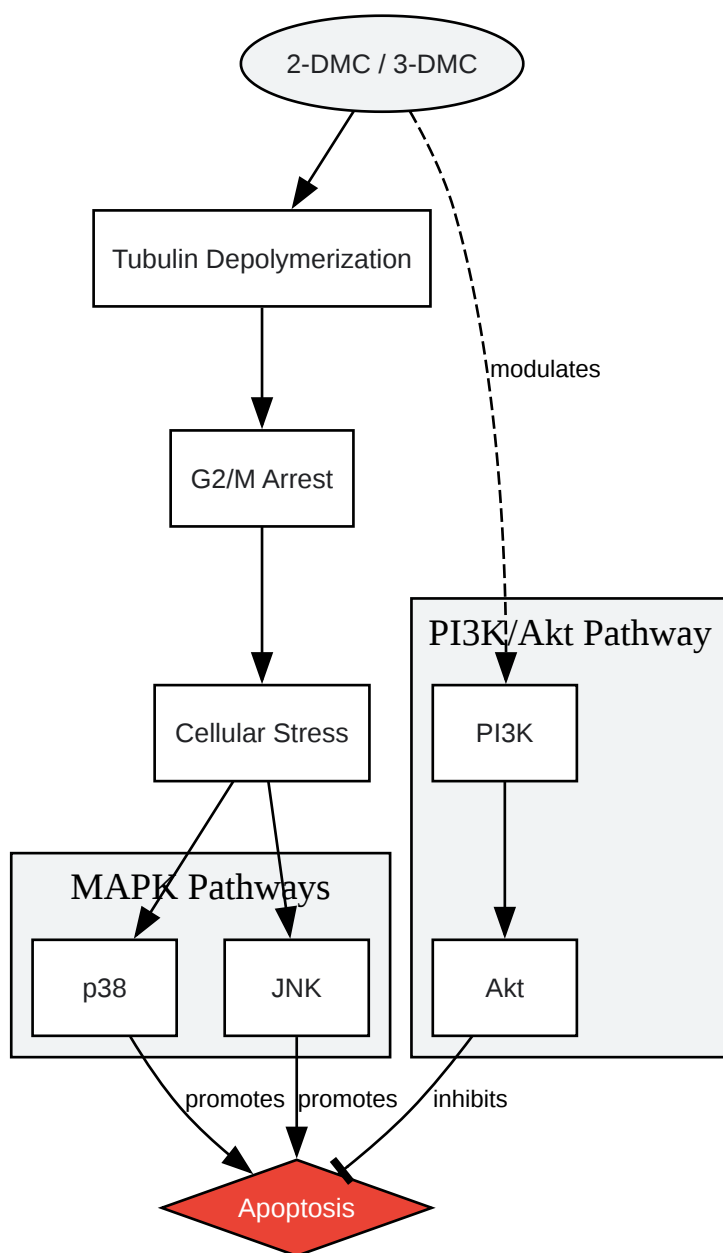 2-DMC / 3-DMC
Tubulin Depolymerization
modulates
G2/M Arrest
PI3K/Akt Pathway
Cellular Stress
PI3K
MAPK Pathways
p38
JNK
Akt
promotes
promotes
inhibits
Apoptosis